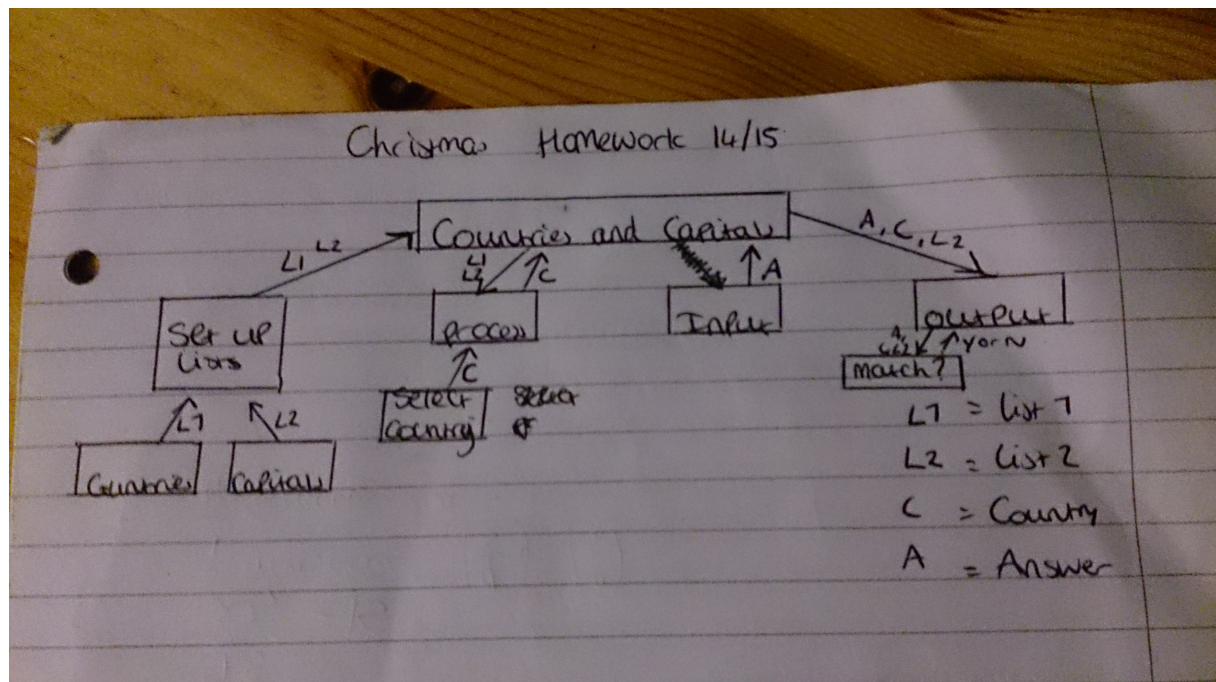 Christmas Homework 14/15
Countries and Capitals
A, C, L2
L1 L2
L1
L2
C
A
Set up
lists
Process
Input
output
C
Y or N
Match?
Select
Country
Select
L1
L2
Countries
Capitals
L1 = list 1
L2 = list 2
C = Country
A = Answer